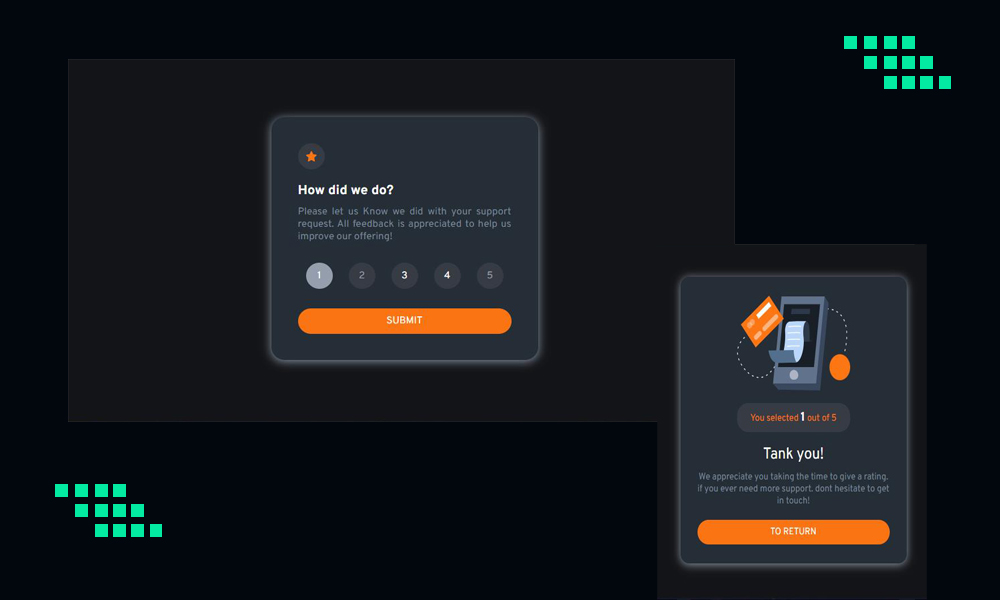 How did we do?
Please let us Know we did with your support
request. All feedback is appreciated to help us
improve our offering!
1 2 3 4 5
SUBMIT
You selected 1 out of 5
Tank you!
We appreciate you taking the time to give a rating.
if you ever need more support. dont hesitate to get
in touch!
TO RETURN